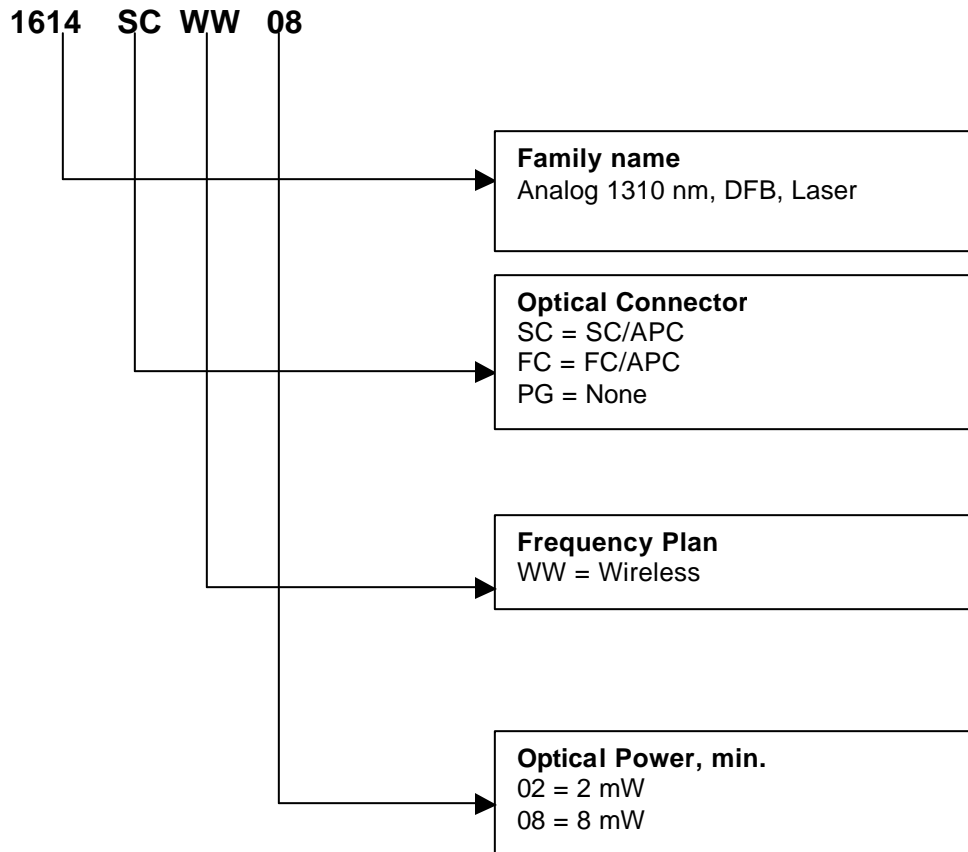 1614 SC WW 08
Family name
Analog 1310 nm, DFB, Laser
Optical Connector
SC = SC/APC
FC = FC/APC
PG = None
Frequency Plan
WW = Wireless
Optical Power, min.
02 = 2 mW
08 = 8 mW